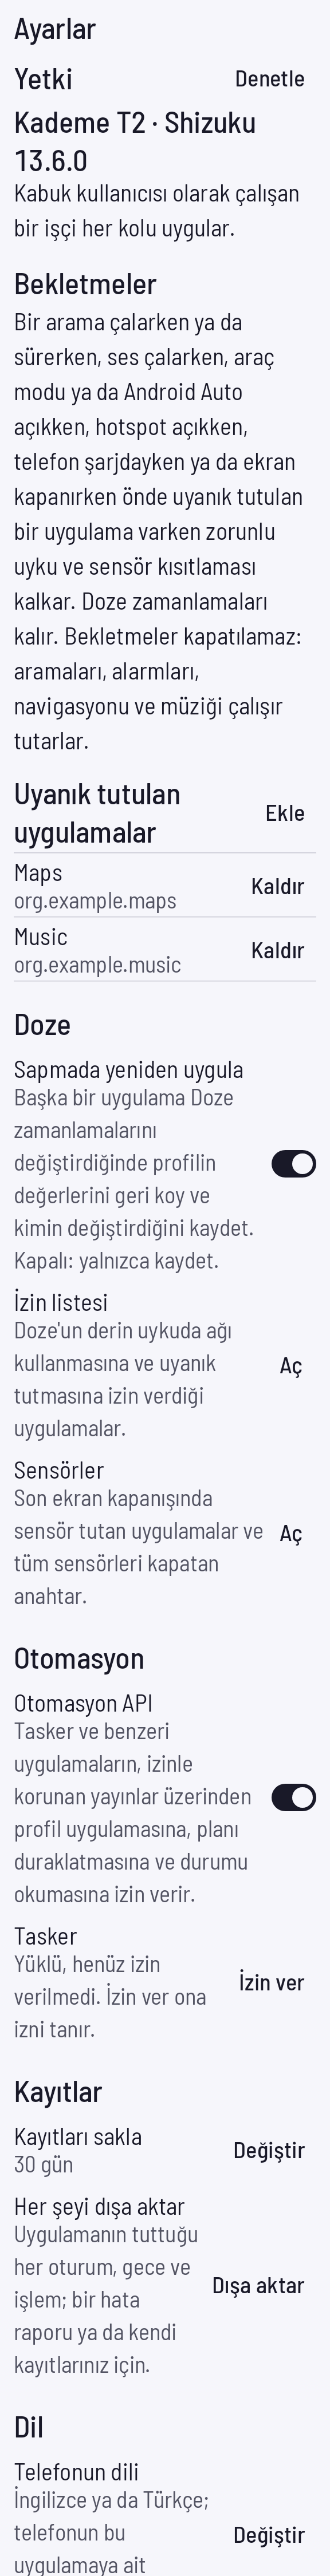 Ayarlar
Yetki
Denetle
Kademe T2 · Shizuku
13.6.0
Kabuk kullanıcısı olarak çalışan
bir işçi her kolu uygular.
Bekletmeler
Bir arama çalarken ya da
sürerken, ses çalarken, araç
modu ya da Android Auto
açıkken, hotspot açıkken,
telefon şarjdayken ya da ekran
kapanırken önde uyanık tutulan
bir uygulama varken zorunlu
uyku ve sensör kısıtlaması
kalkar. Doze zamanlamaları
kalır. Bekletmeler kapatılamaz:
aramaları, alarmları,
navigasyonu ve müziği çalışır
tutarlar.
Uyanık tutulan
uygulamalar
Ekle
Maps
org.example.maps
Kaldır
Music
org.example.music
Kaldır
Doze
Sapmada yeniden uygula
Başka bir uygulama Doze
zamanlamalarını
değiştirdiğinde profilin
değerlerini geri koy ve
kimin değiştirdiğini kaydet.
Kapalı: yalnızca kaydet.
İzin listesi
Doze'un derin uykuda ağı
kullanmasına ve uyanık
tutmasına izin verdiği
uygulamalar.
Aç
Sensörler
Son ekran kapanışında
sensör tutan uygulamalar ve
tüm sensörleri kapatan
anahtar.
Aç
Otomasyon
Otomasyon API
Tasker ve benzeri
uygulamaların, izinle
korunan yayınlar üzerinden
profil uygulamasına, planı
duraklatmasına ve durumu
okumasına izin verir.
Tasker
Yüklü, henüz izin
verilmedi. İzin ver ona
izni tanır.
İzin ver
Kayıtlar
Kayıtları sakla
30 gün
Değiştir
Her şeyi dışa aktar
Uygulamanın tuttuğu
her oturum, gece ve
işlem; bir hata
raporu ya da kendi
kayıtlarınız için.
Dışa aktar
Dil
Telefonun dili
İngilizce ya da Türkçe;
telefonun bu
uygulamaya ait
Değiştir